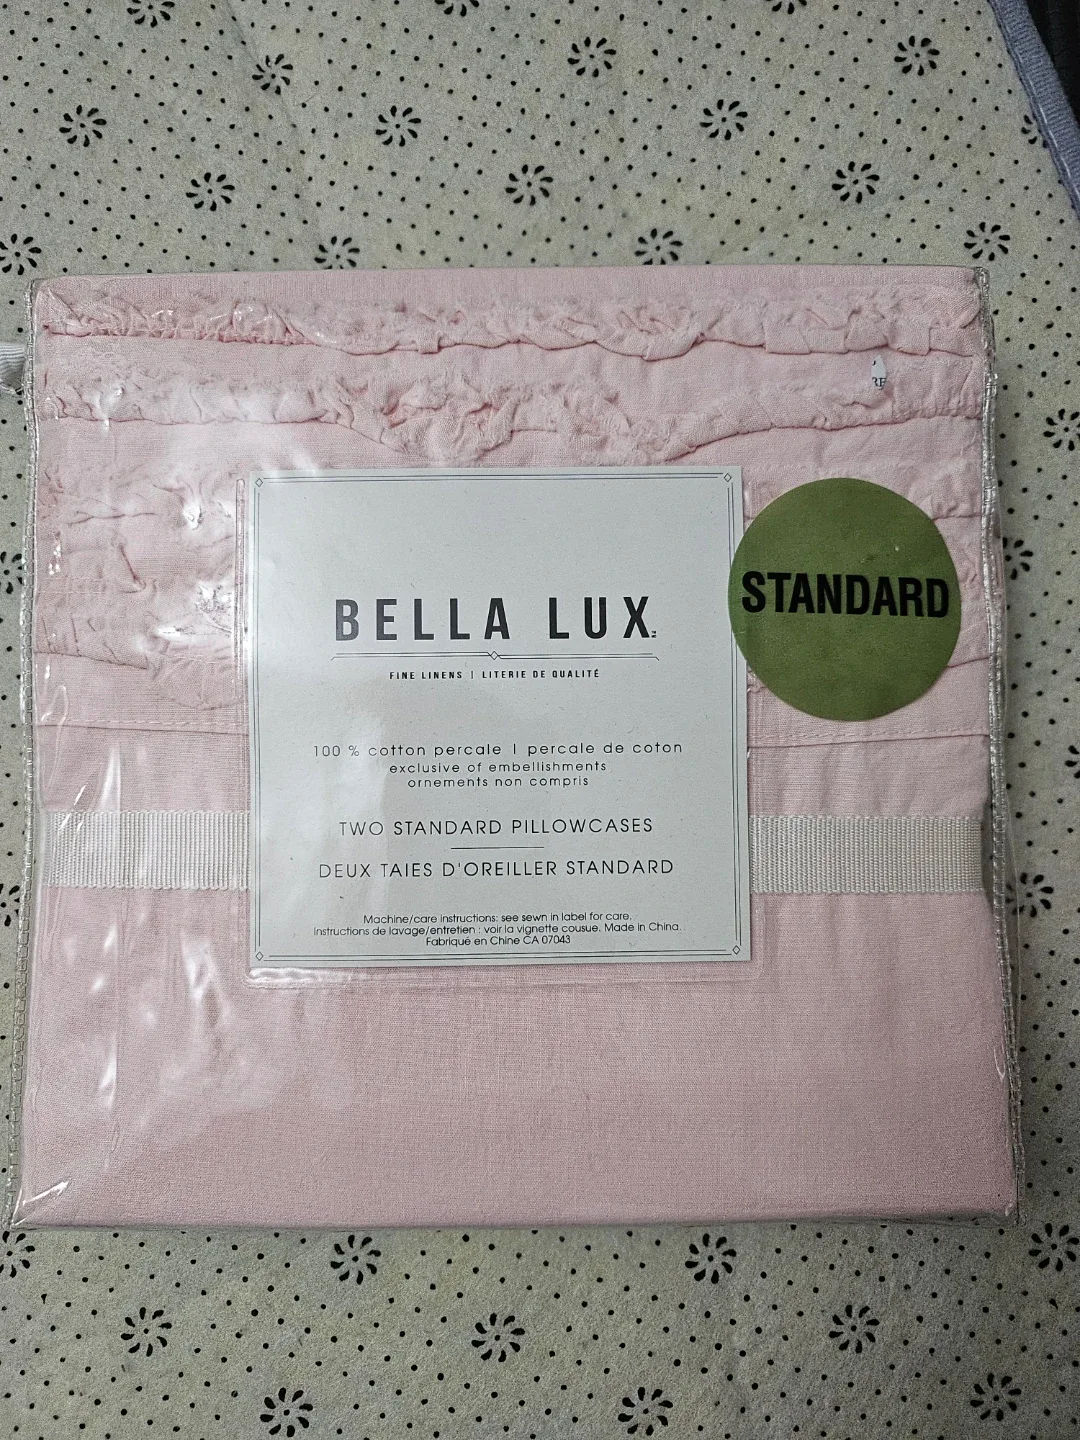 BELLA LUX
FINE LINENS | LITERIE DE QUALITÉ
STANDARD
100 % cotton percale | percale de coton
exclusive of embellishments
ornements non compris
TWO STANDARD PILLOWCASES
DEUX TAIES D'OREILLER STANDARD
Machine/care instructions: see sewn in label for care.
Instructions de lavage/entretien : voir la vignette cousue. Made in China.
Fabriqué en Chine CA 07043